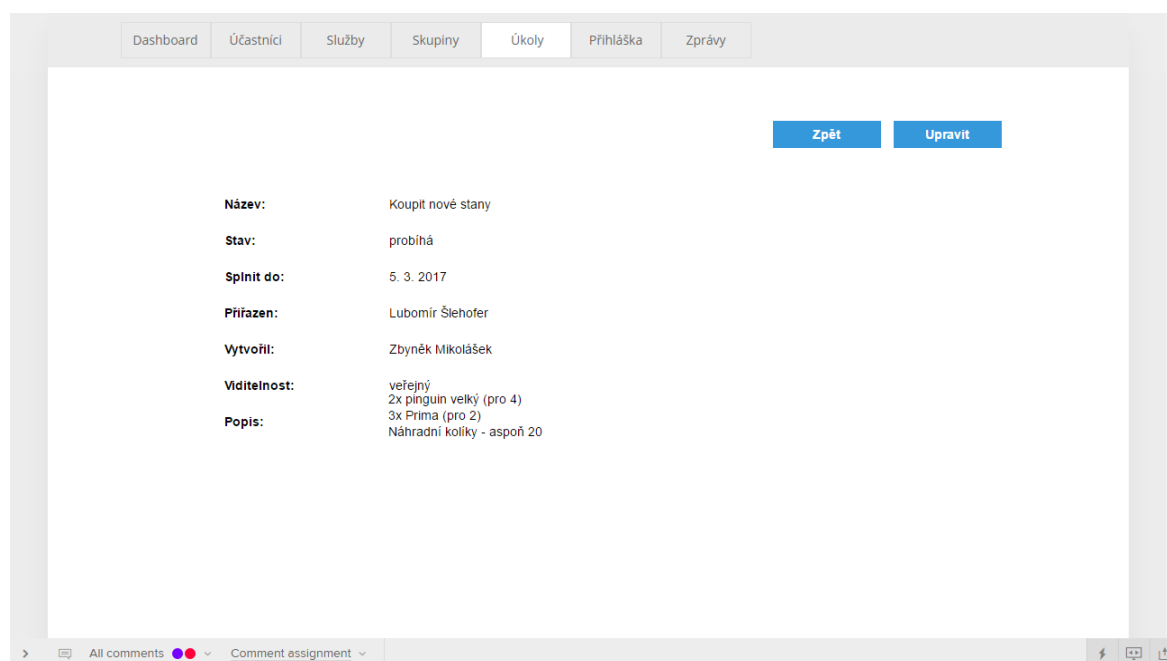 Dashboard Účastníci Služby Skupiny Úkoly Přihláška Zprávy
Zpět Upravit
Název: Koupit nové stany
Stav: probíhá
Splnit do: 5. 3. 2017
Přiřazen: Lubomír Šlehofer
Vytvořil: Zbyněk Mikolášek
Viditelnost: veřejný
2x pinguin velký (pro 4)
Popis: 3x Prima (pro 2)
Náhradní kolíky - aspoň 20
All comments Comment assignment